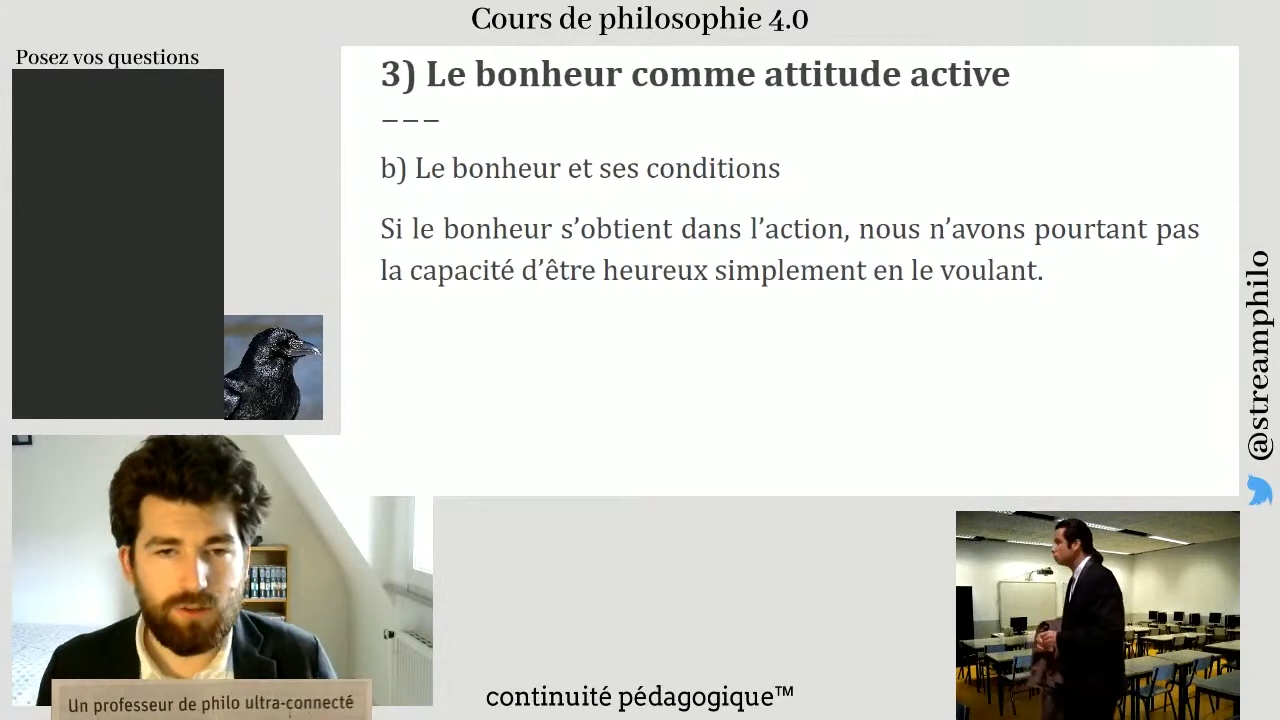 Cours de philosophie 4.0
Posez vos questions
3) Le bonheur comme attitude active
–––
b) Le bonheur et ses conditions
Si le bonheur s’obtient dans l’action, nous n’avons pourtant pas
la capacité d’être heureux simplement en le voulant.
@streamphilo
Un professeur de philo ultra-connecté
continuité pédagogique™